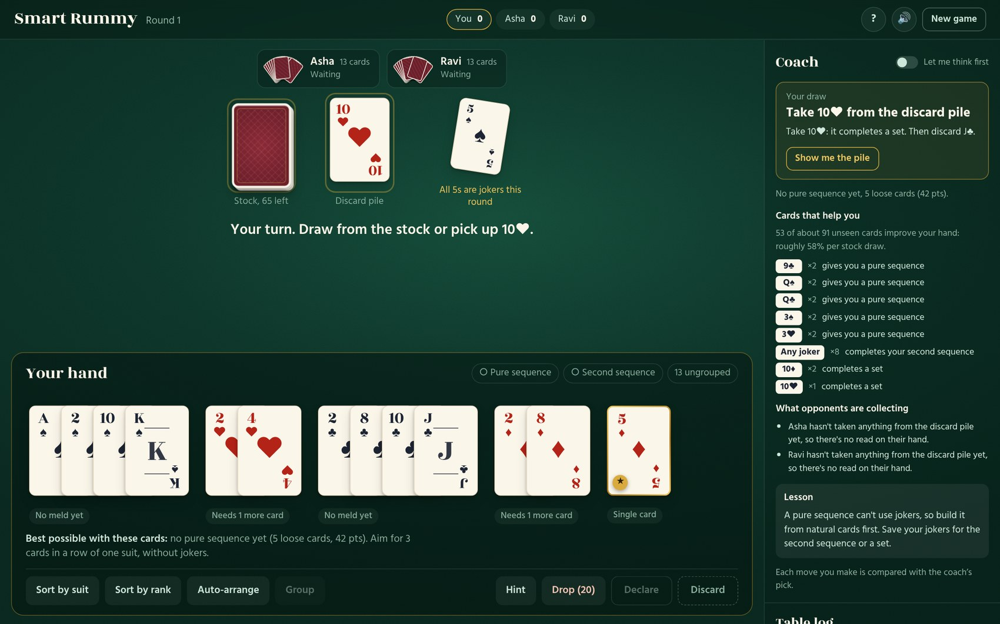 Smart Rummy Round 1
You 0 Asha 0 Ravi 0
? New game
Asha 13 cards
Waiting
Ravi 13 cards
Waiting
10
10
5
5
Stock, 65 left
Discard pile
All 5s are jokers this
round
Your turn. Draw from the stock or pick up 10♥.
Your hand
Pure sequence Second sequence 13 ungrouped
A 2 10 K
K
K
2 4
4
2 8 10 J
J
J
2 8
8
5
5
No meld yet
Needs 1 more card
No meld yet
Needs 1 more card
Single card
Best possible with these cards: no pure sequence yet (5 loose cards, 42 pts). Aim for 3
cards in a row of one suit, without jokers.
Sort by suit Sort by rank Auto-arrange Group Hint Drop (20) Declare Discard
Coach Let me think first
Your draw
Take 10♥ from the discard pile
Take 10♥: it completes a set. Then discard J♣.
Show me the pile
No pure sequence yet, 5 loose cards (42 pts).
Cards that help you
53 of about 91 unseen cards improve your hand:
roughly 58% per stock draw.
9♣ ×2 gives you a pure sequence
Q♠ ×2 gives you a pure sequence
Q♣ ×2 gives you a pure sequence
3♠ ×2 gives you a pure sequence
3♥ ×2 gives you a pure sequence
Any joker ×8 completes your second sequence
10♦ ×2 completes a set
10♥ ×1 completes a set
What opponents are collecting
• Asha hasn't taken anything from the discard pile
yet, so there's no read on their hand.
• Ravi hasn't taken anything from the discard pile yet,
so there's no read on their hand.
Lesson
A pure sequence can't use jokers, so build it
from natural cards first. Save your jokers for the
second sequence or a set.
Each move you make is compared with the coach's
pick.
Table log